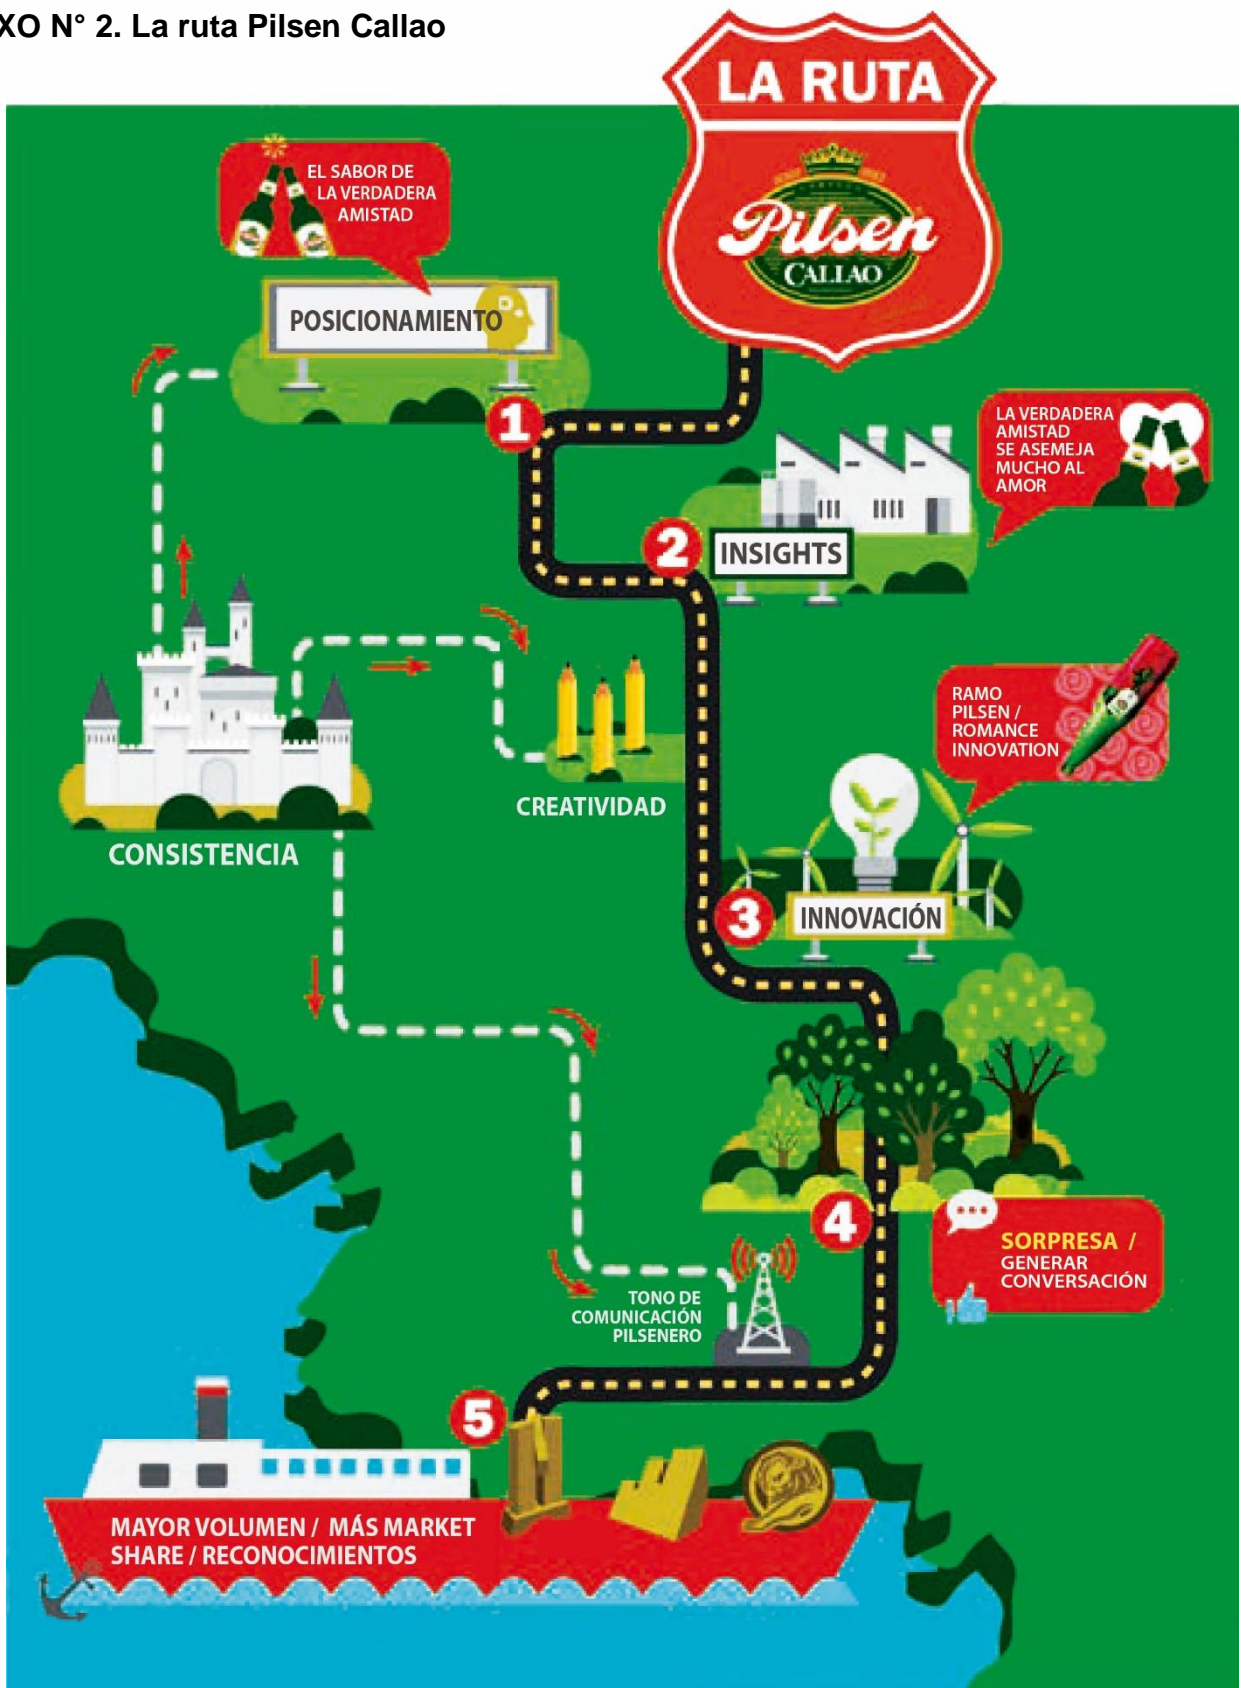 XO N° 2. La ruta Pilsen Callao
LA RUTA
Pilsen
CALLAO
EL SABOR DE
LA VERDADERA
AMISTAD
POSICIONAMIENTO
1
LA VERDADERA
AMISTAD
SE ASEMEJA
MUCHO AL
AMOR
2
INSIGHTS
RAMO
PILSEN /
ROMANCE
INNOVATION
CREATIVIDAD
CONSISTENCIA
3
INNOVACIÓN
4
SORPRESA /
GENERAR
CONVERSACIÓN
TONO DE
COMUNICACIÓN
PILSENERO
5
MAYOR VOLUMEN / MÁS MARKET
SHARE / RECONOCIMIENTOS